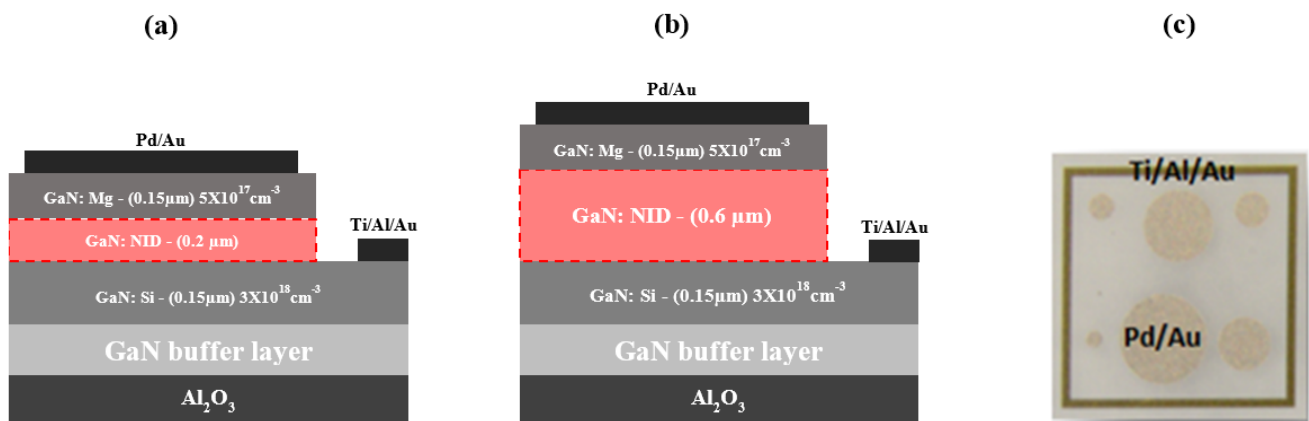 (a)
Pd/Au
GaN: Mg - (0.15µm) 5X10¹⁷cm⁻³
GaN: NID - (0.2 µm)
Ti/Al/Au
GaN: Si - (0.15µm) 3X10¹⁸cm⁻³
GaN buffer layer
Al₂O₃
(b)
Pd/Au
GaN: Mg - (0.15µm) 5X10¹⁷cm⁻³
GaN: NID - (0.6 µm)
Ti/Al/Au
GaN: Si - (0.15µm) 3X10¹⁸cm⁻³
GaN buffer layer
Al₂O₃
(c)
Ti/Al/Au
Pd/Au